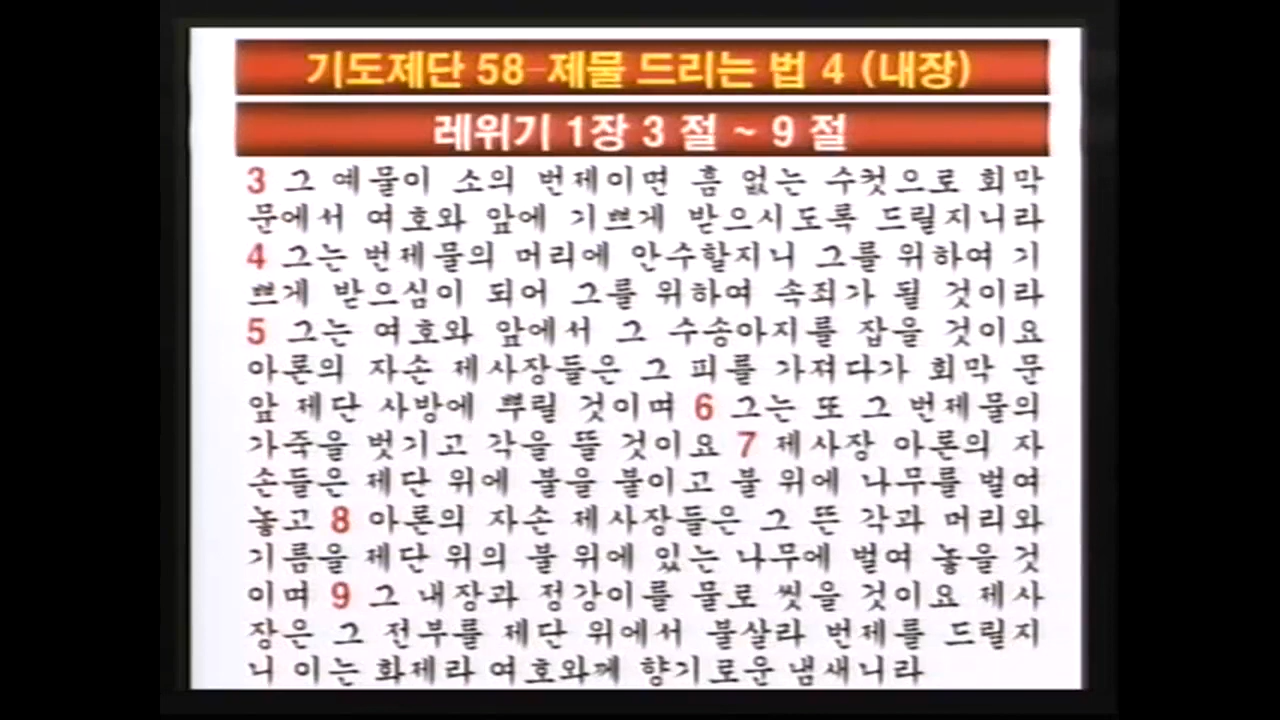 기도제단 58-제물 드리는 법 4 (내장)
레위기 1장 3 절 ~ 9 절
3 그 예물이 소의 번제이면 흠 없는 수컷으로 회막
문에서 여호와 앞에 기쁘게 받으시도록 드릴지니라
4 그는 번제물의 머리에 안수할지니 그를 위하여 기
쁘게 받으심이 되어 그를 위하여 속죄가 될 것이라
5 그는 여호와 앞에서 그 수송아지를 잡을 것이요
아론의 자손 제사장들은 그 피를 가져다가 회막 문
앞 제단 사방에 뿌릴 것이며 6 그는 또 그 번제물의
가죽을 벗기고 각을 뜰 것이요 7 제사장 아론의 자
손들은 제단 위에 불을 붙이고 불 위에 나무를 벌여
놓고 8 아론의 자손 제사장들은 그 뜬 각과 머리와
기름을 제단 위의 불 위에 있는 나무에 벌여 놓을 것
이며 9 그 내장과 정강이를 물로 씻을 것이요 제사
장은 그 전부를 제단 위에서 불살라 번제를 드릴지
니 이는 화제라 여호와께 향기로운 냄새니라